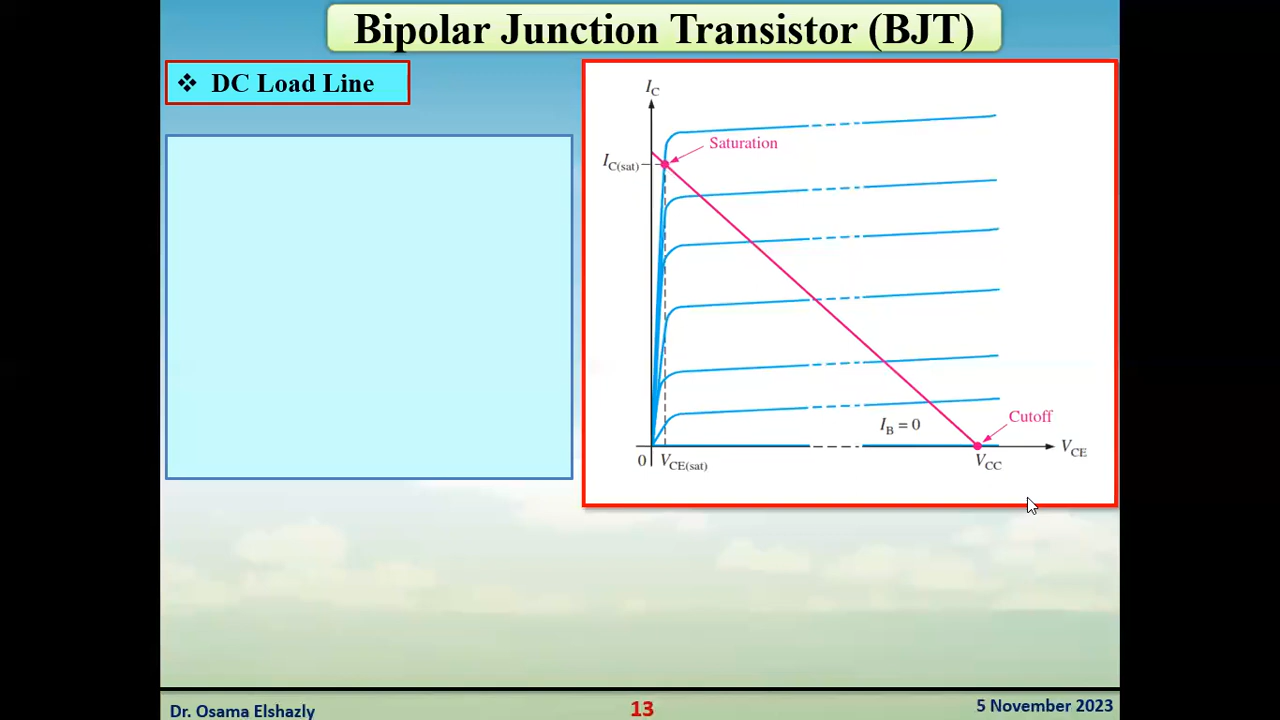 Bipolar Junction Transistor (BJT)
❖ DC Load Line
I_C
Saturation
I_C(sat)
I_B = 0
Cutoff
0
V_CE(sat)
V_CC
V_CE
Dr. Osama Elshazly
13
5 November 2023